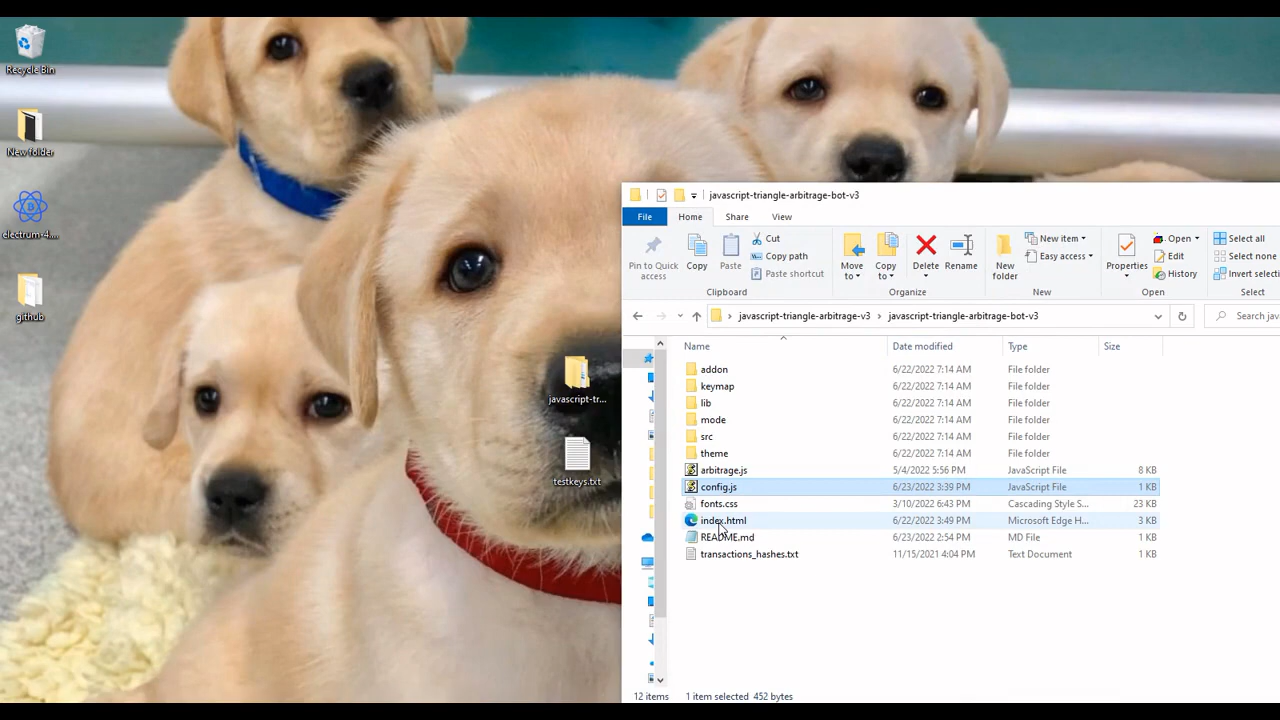 Recycle Bin
New folder
electrum-4....
github
javascript-tr...
testkeys.txt
javascript-triangle-arbitrage-bot-v3
File Home Share View
Pin to Quick access
Copy
Paste
Cut
Copy path
Paste shortcut
Clipboard
Move to
Copy to
Delete
Rename
Organize
New folder
New item
Easy access
New
Properties
Open
Edit
History
Open
Select all
Select none
Invert selecti
Select
javascript-triangle-arbitrage-v3 javascript-triangle-arbitrage-bot-v3
Search jav
Name Date modified Type Size
addon 6/22/2022 7:14 AM File folder
keymap 6/22/2022 7:14 AM File folder
lib 6/22/2022 7:14 AM File folder
mode 6/22/2022 7:14 AM File folder
src 6/22/2022 7:14 AM File folder
theme 6/22/2022 7:14 AM File folder
arbitrage.js 5/4/2022 5:56 PM JavaScript File 8 KB
config.js 6/23/2022 3:39 PM JavaScript File 1 KB
fonts.css 3/10/2022 6:43 PM Cascading Style S... 23 KB
index.html 6/22/2022 3:49 PM Microsoft Edge H... 3 KB
README.md 6/23/2022 2:54 PM MD File 1 KB
transactions_hashes.txt 11/15/2021 4:04 PM Text Document 1 KB
12 items 1 item selected 452 bytes